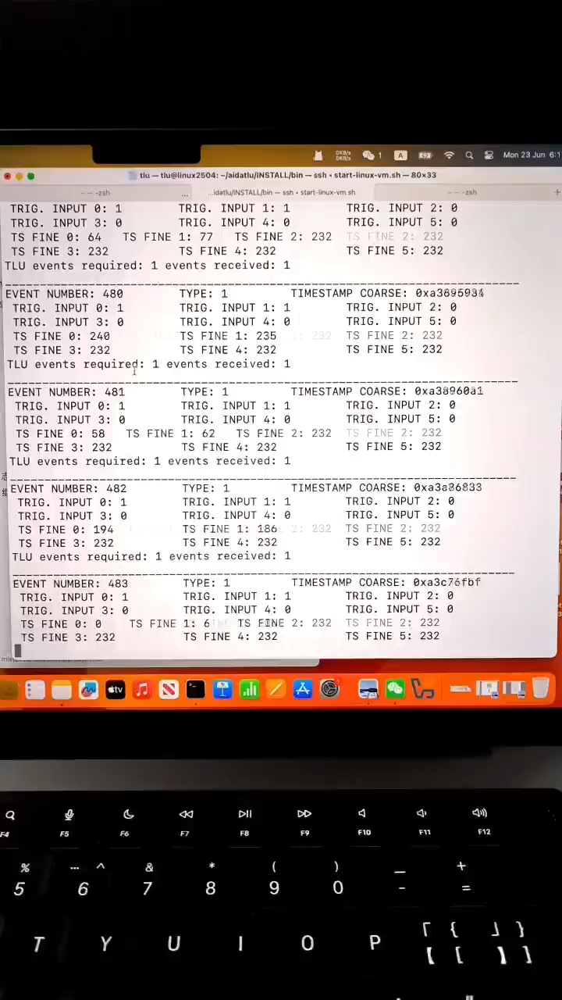 0KB/s
0KB/s
1
A
Mon 23 Jun 6:1
tlu — tlu@linux2504: ~/aidatlu/INSTALL/bin — ssh • start-linux-vm.sh — 80×33
— — -zsh ... ...idatlu/INSTALL/bin — ssh • start-linux-vm.sh — — -zsh +
TRIG. INPUT 0: 1 TRIG. INPUT 1: 1 TRIG. INPUT 2: 0
TRIG. INPUT 3: 0 TRIG. INPUT 4: 0 TRIG. INPUT 5: 0
TS FINE 0: 64 TS FINE 1: 77 TS FINE 2: 232 TS FINE 2: 232
TS FINE 3: 232 TS FINE 4: 232 TS FINE 5: 232
TLU events required: 1 events received: 1
EVENT NUMBER: 480 TYPE: 1 TIMESTAMP COARSE:
TRIG. INPUT 0: 1 TRIG. INPUT 1: 1 TRIG. INPUT 2: 0
TRIG. INPUT 3: 0 TRIG. INPUT 4: 0 TRIG. INPUT 5: 0
TS FINE 0: 240 TS FINE 1: 235 TS FINE 2: 232
TS FINE 3: 232 TS FINE 4: 232 TS FINE 5: 232
TLU events required: 1 events received: 1
EVENT NUMBER: 481 TYPE: 1 TIMESTAMP COARSE:
TRIG. INPUT 0: 1 TRIG. INPUT 1: 1 TRIG. INPUT 2: 0
TRIG. INPUT 3: 0 TRIG. INPUT 4: 0 TRIG. INPUT 5: 0
TS FINE 0: 58 TS FINE 1: 62 TS FINE 2: 232 TS FINE 2: 232
TS FINE 3: 232 TS FINE 4: 232 TS FINE 5: 232
TLU events required: 1 events received: 1
EVENT NUMBER: 482 TYPE: 1 TIMESTAMP COARSE:
TRIG. INPUT 0: 1 TRIG. INPUT 1: 1 TRIG. INPUT 2: 0
TRIG. INPUT 3: 0 TRIG. INPUT 4: 0 TRIG. INPUT 5: 0
TS FINE 0: 194 TS FINE 1: 186 TS FINE 2: 232
TS FINE 3: 232 TS FINE 4: 232 TS FINE 5: 232
TLU events required: 1 events received: 1
EVENT NUMBER: 483 TYPE: 1 TIMESTAMP COARSE: 0xa3c76fbf
TRIG. INPUT 0: 1 TRIG. INPUT 1: 1 TRIG. INPUT 2: 0
TRIG. INPUT 3: 0 TRIG. INPUT 4: 0 TRIG. INPUT 5: 0
TS FINE 0: 0 TS FINE 1: 6 TS FINE 2: 232 TS FINE 2: 232
TS FINE 3: 232 TS FINE 4: 232 TS FINE 5: 232
tv
F4 F5 F6 F7 F8 F9 F10 F11 F12
% ... ^ & * ( ) _ +
5 6 7 8 9 0 - =
T Y U I O P 「 { 」 }
【 [ 】 ]